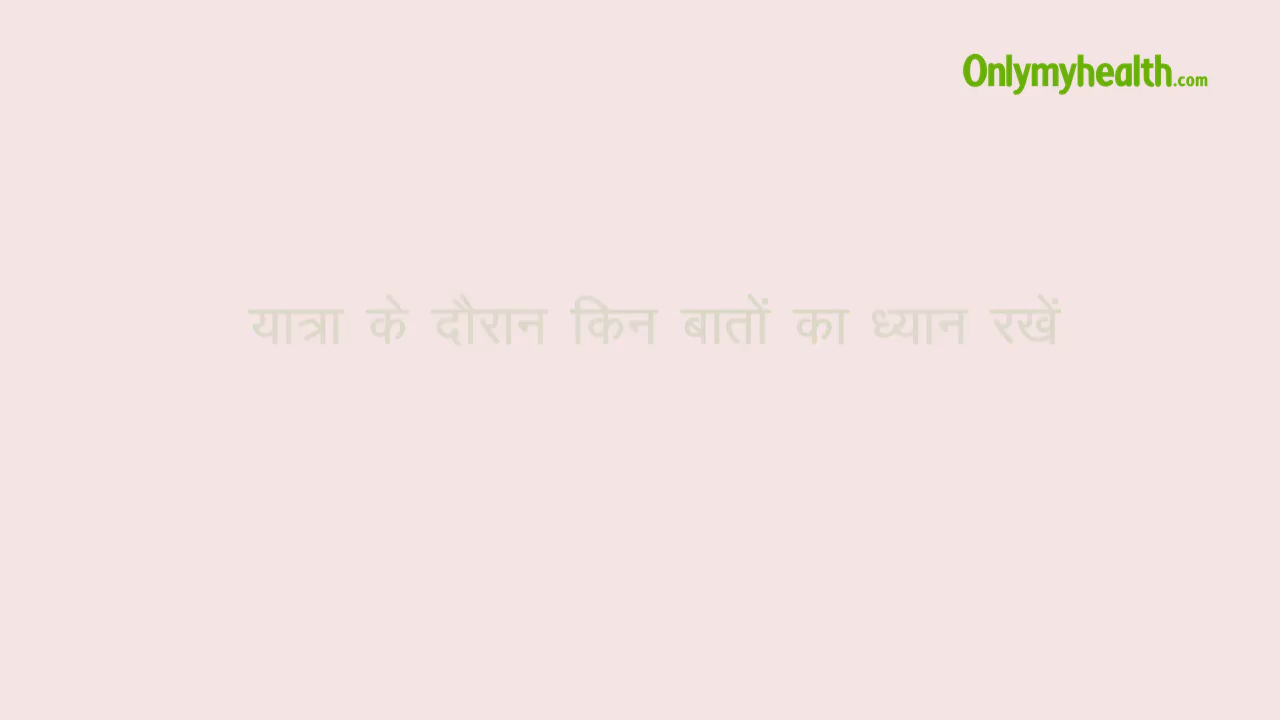 Onlymyhealth.com
यात्रा के दौरान किन बातों का ध्यान रखें